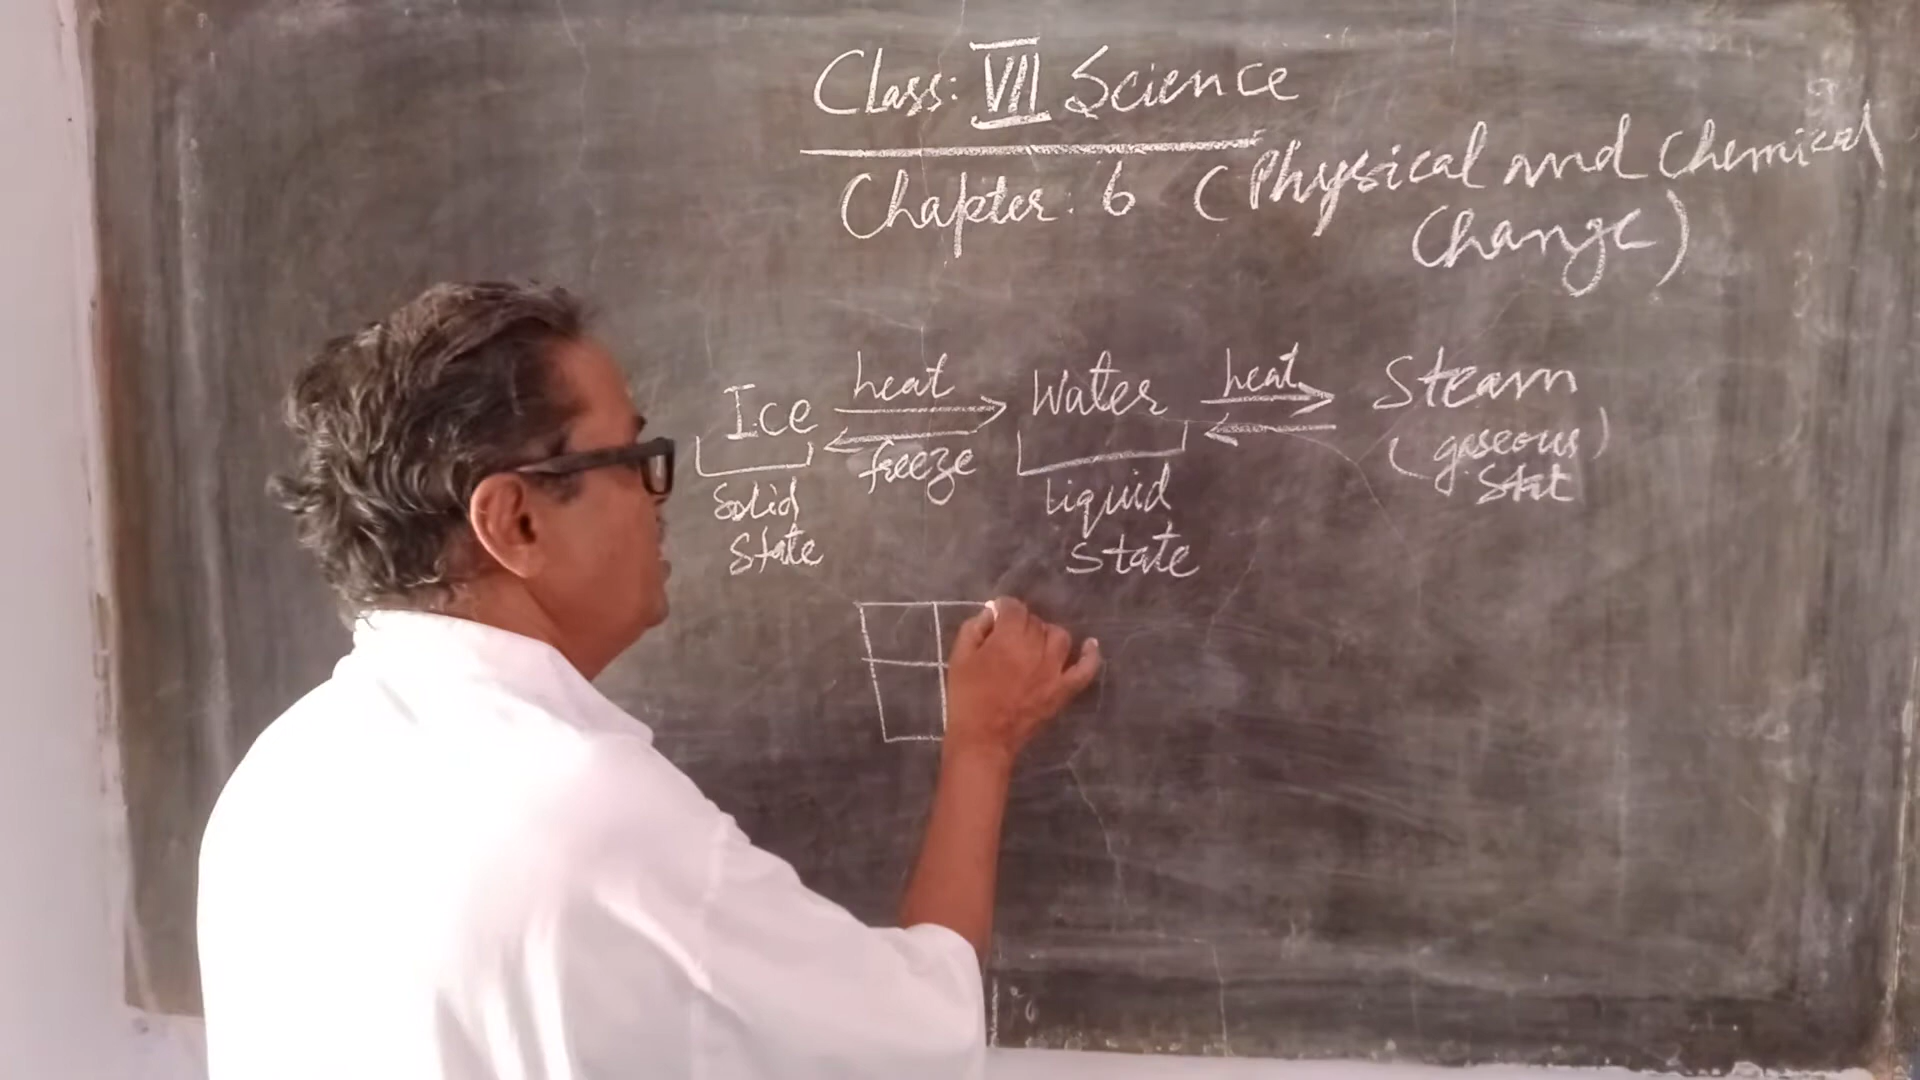 Class: VII Science
Chapter: 6 (Physical and Chemical
Change)
Ice heat Water heat Steam
freeze (gaseous)
Solid Liquid Stat
State State